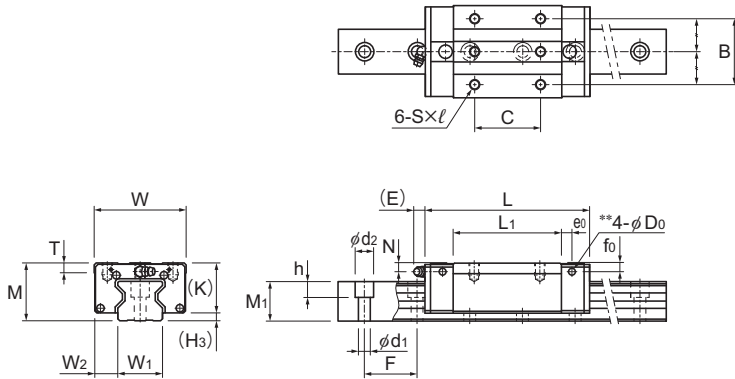 B
6-S×ℓ
C
W
(E)
L
L1
e0
**4-φD0
T
φd2
N
f0
h
M
(K)
M1
(H3)
φd1
W2
W1
F